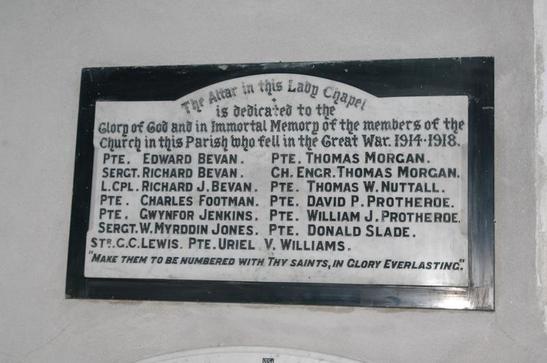 The Altar in this Lady Chapel
is dedicated to the
Glory of God and in Immortal Memory of the members of the
Church in this Parish who fell in the Great War. 1914-1918.
PTE. EDWARD BEVAN. PTE. THOMAS MORGAN.
SERGT. RICHARD BEVAN. CH. ENGR. THOMAS MORGAN.
L.CPL. RICHARD J. BEVAN. PTE. THOMAS W. NUTTALL.
PTE. CHARLES FOOTMAN. PTE. DAVID P. PROTHEROE.
PTE. GWYNFOR JENKINS. PTE. WILLIAM J. PROTHEROE.
SERGT. W. MYRDDIN JONES. PTE. DONALD SLADE.
G.C. LEWIS. PTE. URIEL V. WILLIAMS.
"MAKE THEM TO BE NUMBERED WITH THY SAINTS, IN GLORY EVERLASTING."